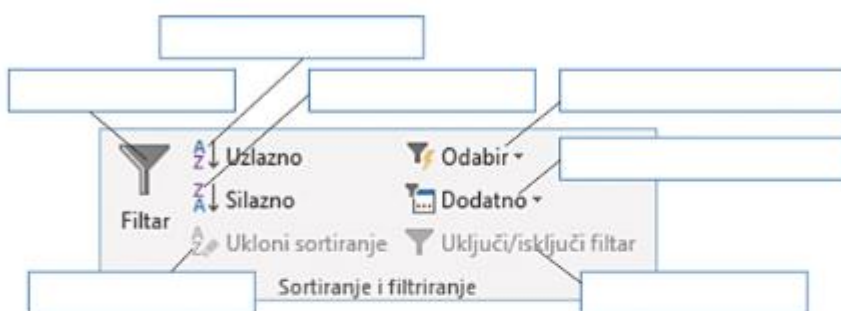 Filtar
Uzlazno
Silazno
Ukloni sortiranje
Odabir
Dodatno
Uključi/isključi filtar
Sortiranje i filtriranje